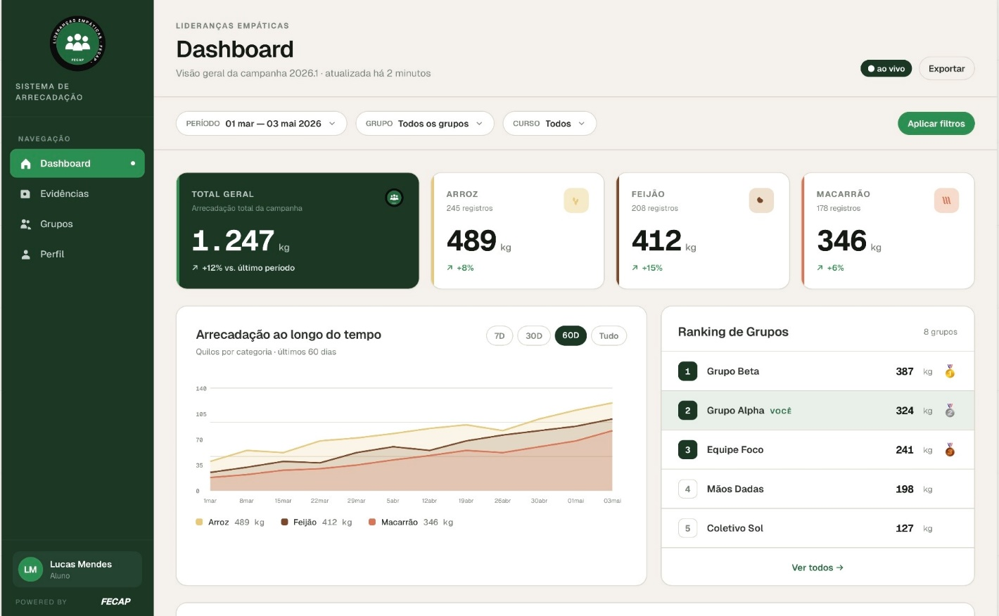 LIDERANÇAS EMPÁTICAS · FECAP ·
FECAP
SISTEMA DE
ARRECADAÇÃO
NAVEGAÇÃO
Dashboard
Evidências
Grupos
Perfil
LM
Lucas Mendes
Aluno
POWERED BY FECAP
LIDERANÇAS EMPÁTICAS
Dashboard
Visão geral da campanha 2026.1 · atualizada há 2 minutos
ao vivo
Exportar
PERÍODO 01 mar — 03 mai 2026
GRUPO Todos os grupos
CURSO Todos
Aplicar filtros
TOTAL GERAL
Arrecadação total da campanha
1.247 kg
↗ +12% vs. último período
ARROZ
245 registros
489 kg
↗ +8%
FEIJÃO
208 registros
412 kg
↗ +15%
MACARRÃO
178 registros
346 kg
↗ +6%
Arrecadação ao longo do tempo
Quilos por categoria · últimos 60 dias
7D 30D 60D Tudo
140
105
70
35
0
1mar 8mar 15mar 22mar 29mar 5abr 12abr 19abr 26abr 30abr 01mai 03mai
Arroz 489 kg Feijão 412 kg Macarrão 346 kg
Ranking de Grupos 8 grupos
1 Grupo Beta 387 kg 1
2 Grupo Alpha VOCÊ 324 kg 2
3 Equipe Foco 241 kg 3
4 Mãos Dadas 198 kg
5 Coletivo Sol 127 kg
Ver todos →